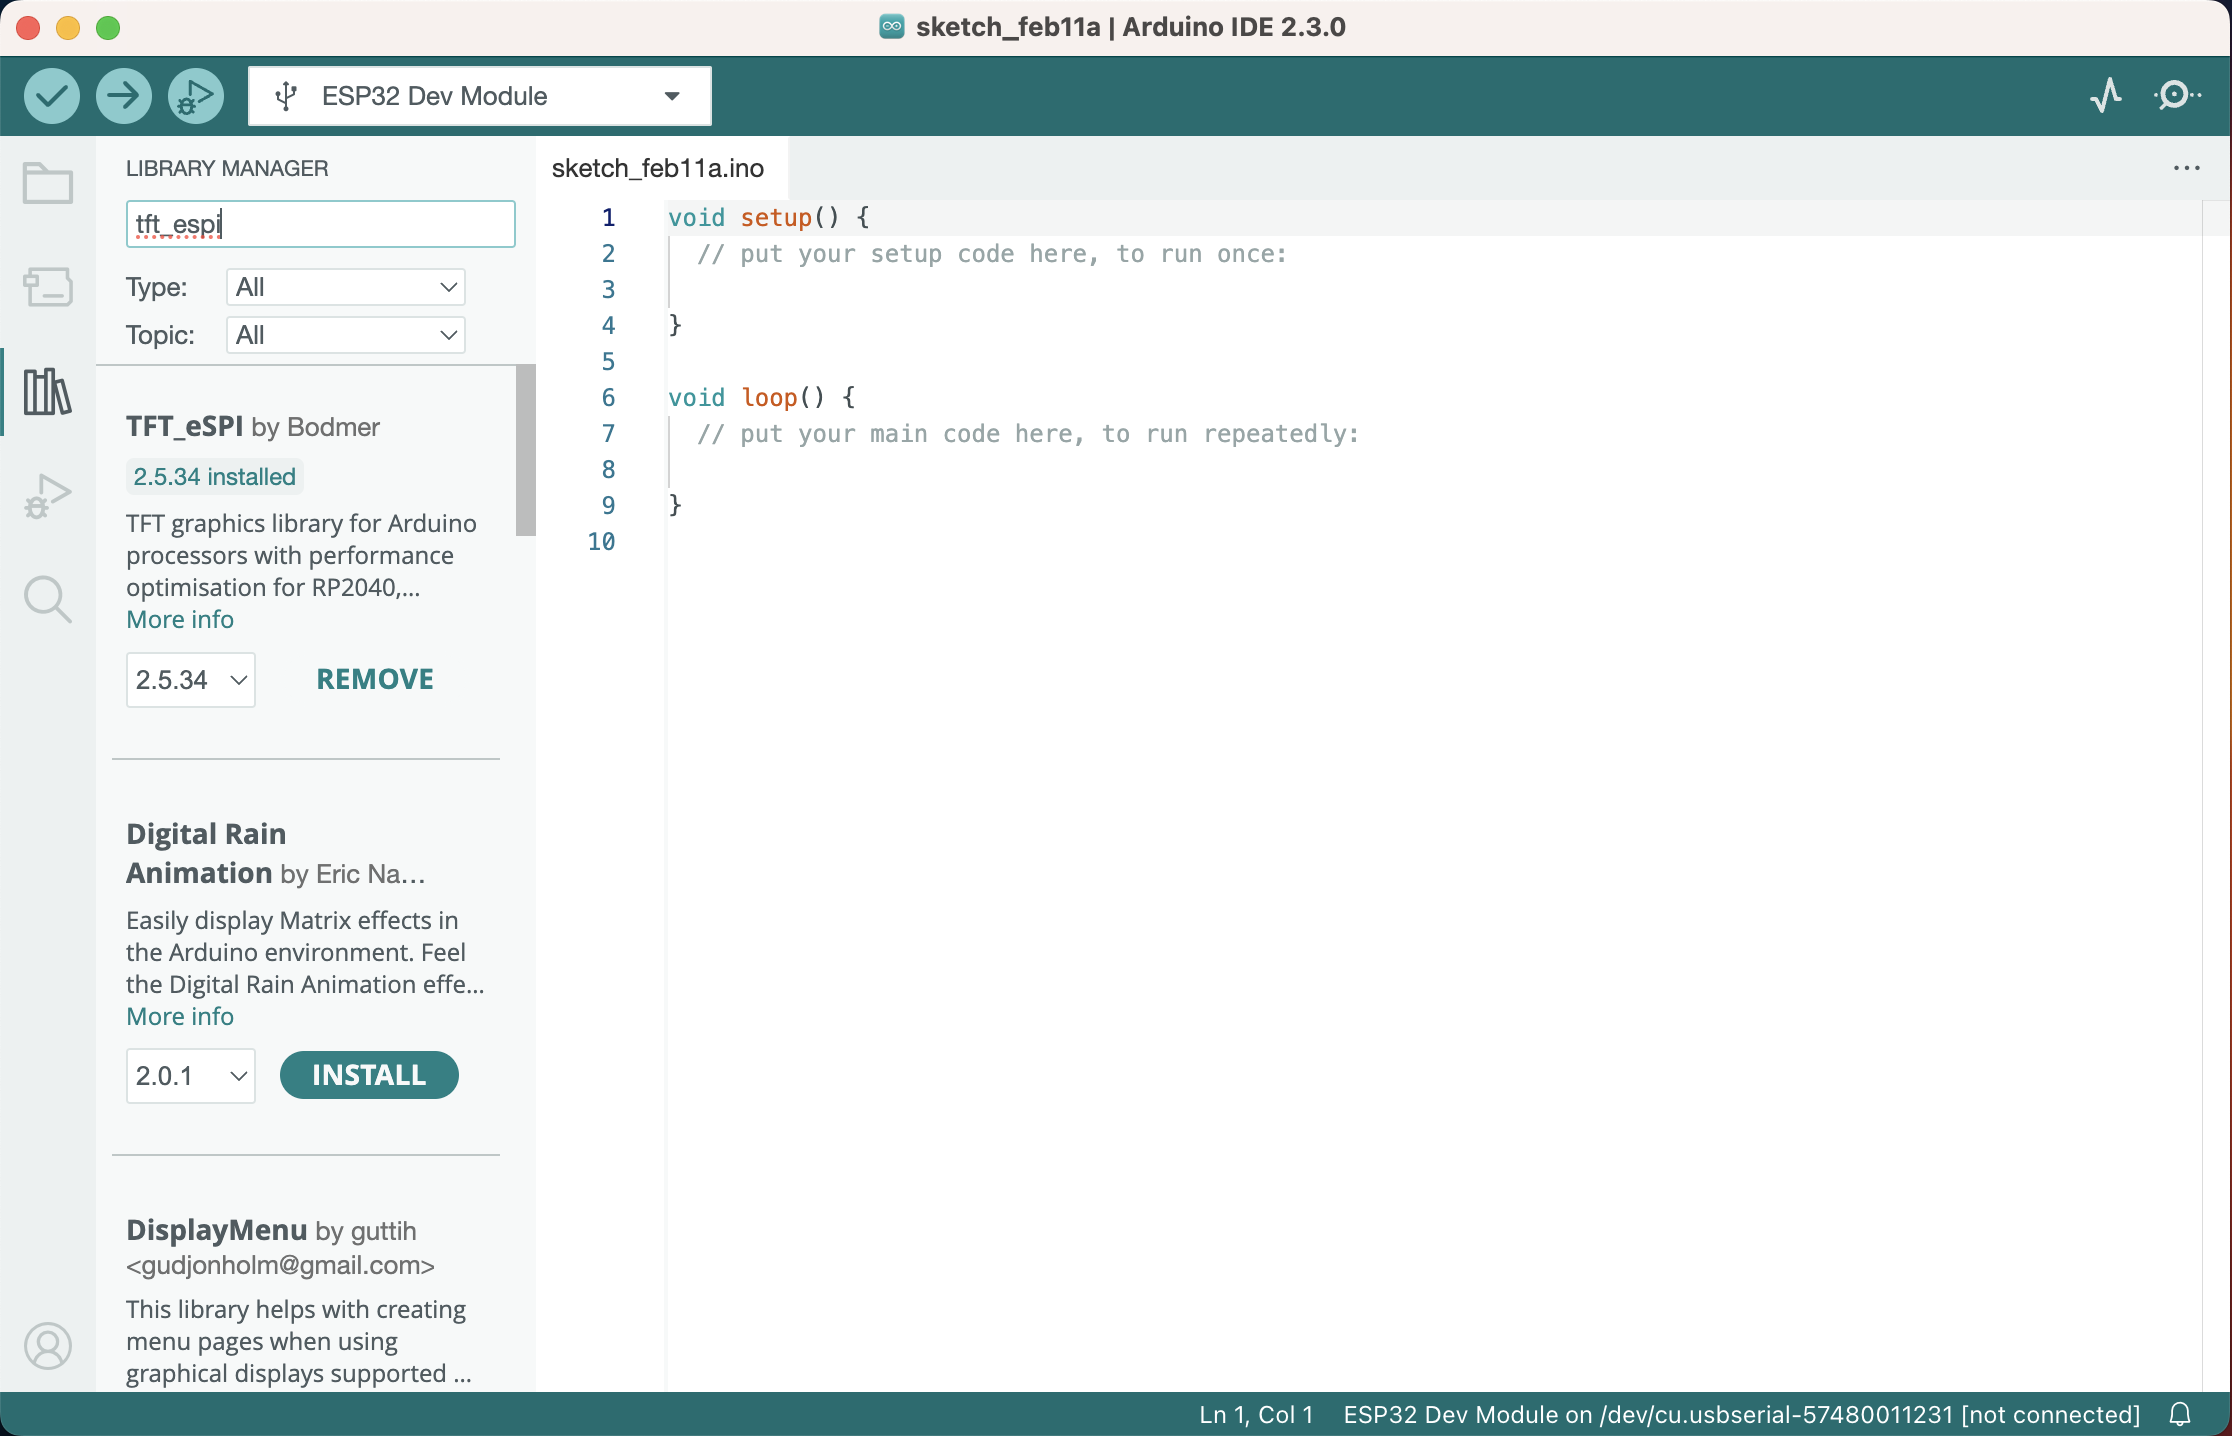 sketch_feb11a | Arduino IDE 2.3.0
ESP32 Dev Module
LIBRARY MANAGER
tft_espi
Type: All
Topic: All
TFT_eSPI by Bodmer
2.5.34 installed
TFT graphics library for Arduino
processors with performance
optimisation for RP2040,...
More info
2.5.34 REMOVE
Digital Rain
Animation by Eric Na...
Easily display Matrix effects in
the Arduino environment. Feel
the Digital Rain Animation effe...
More info
2.0.1 INSTALL
DisplayMenu by guttih
<gudjonholm@gmail.com>
This library helps with creating
menu pages when using
graphical displays supported ...
sketch_feb11a.ino
1 void setup() {
2 // put your setup code here, to run once:
3
4 }
5
6 void loop() {
7 // put your main code here, to run repeatedly:
8
9 }
10
Ln 1, Col 1 ESP32 Dev Module on /dev/cu.usbserial-57480011231 [not connected]